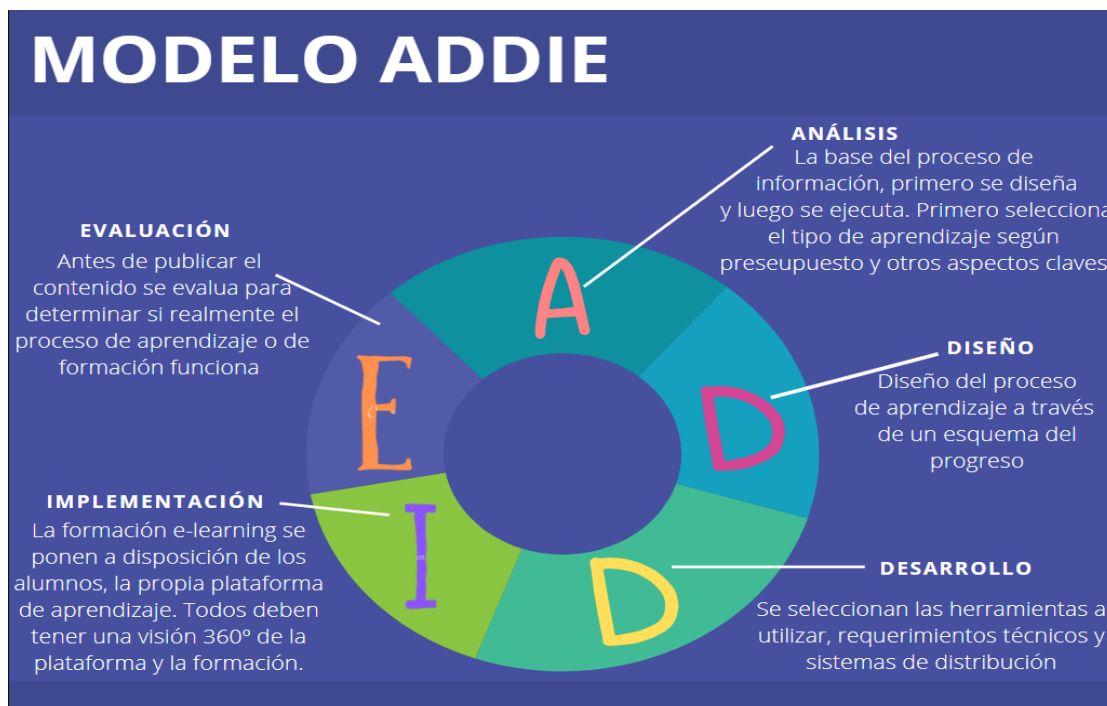 MODELO ADDIE
ANÁLISIS
La base del proceso de
información, primero se diseña
y luego se ejecuta. Primero selecciona
el tipo de aprendizaje según
preseupuesto y otros aspectos claves
DISEÑO
Diseño del proceso
de aprendizaje a través
de un esquema del
progreso
DESARROLLO
Se seleccionan las herramientas a
utilizar, requerimientos técnicos y
sistemas de distribución
IMPLEMENTACIÓN
La formación e-learning se
ponen a disposición de los
alumnos, la propia plataforma
de aprendizaje. Todos deben
tener una visión 360º de la
plataforma y la formación.
EVALUACIÓN
Antes de publicar el
contenido se evalua para
determinar si realmente el
proceso de aprendizaje o de
formación funciona
A
D
D
I
E